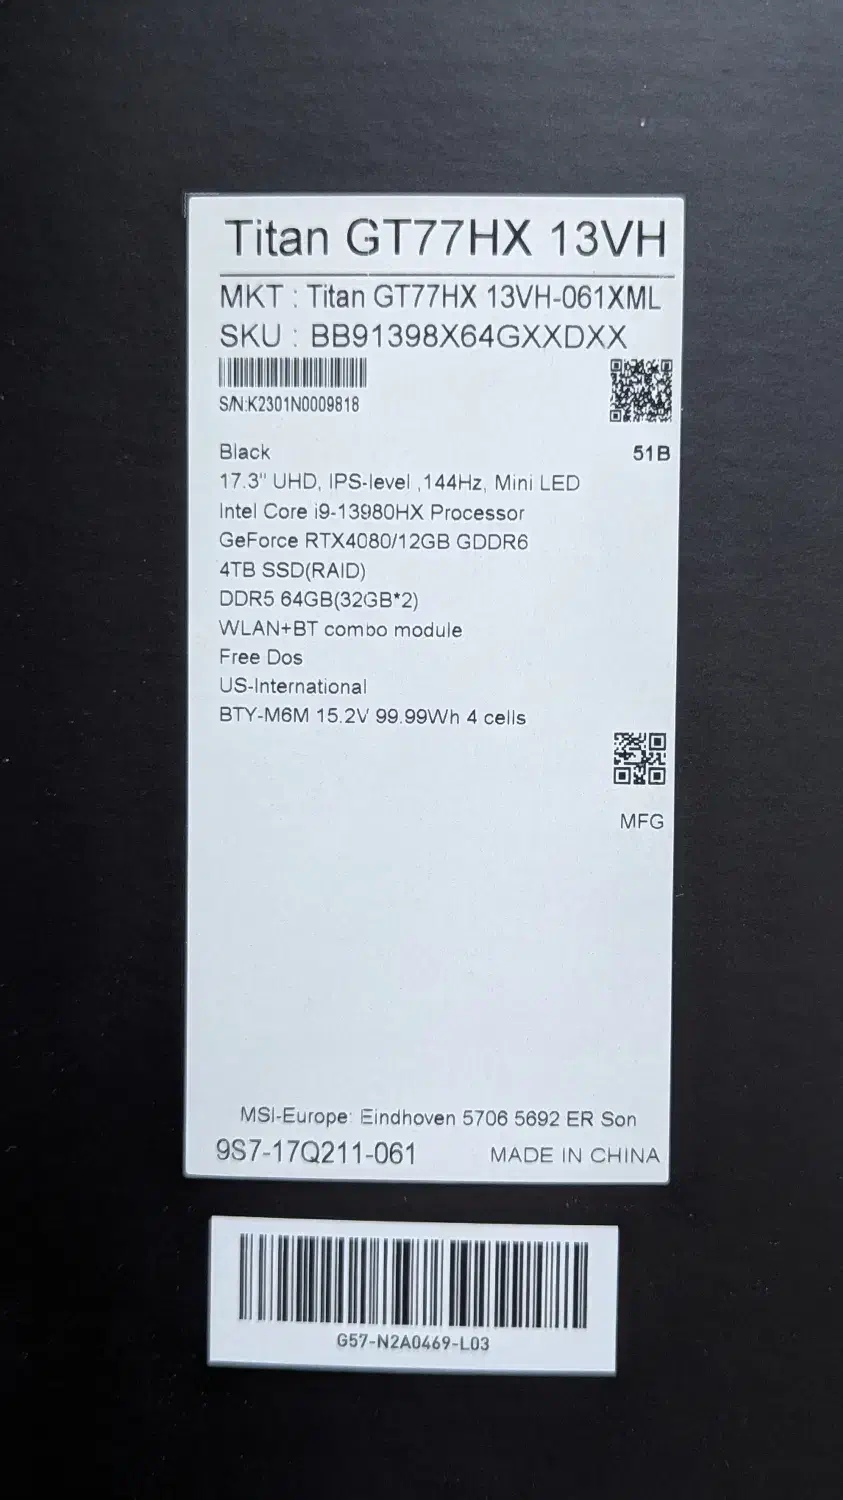 Titan GT77HX 13VH
MKT : Titan GT77HX 13VH-061XML
SKU : BB91398X64GXXDXX
S/N:K2301N0009818
Black
51B
17.3" UHD, IPS-level ,144Hz, Mini LED
Intel Core i9-13980HX Processor
GeForce RTX4080/12GB GDDR6
4TB SSD(RAID)
DDR5 64GB(32GB*2)
WLAN+BT combo module
Free Dos
US-International
BTY-M6M 15.2V 99.99Wh 4 cells
MFG
MSI-Europe: Eindhoven 5706 5692 ER Son
9S7-17Q211-061
MADE IN CHINA
G57-N2A0469-L03